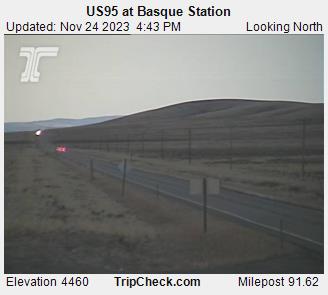 US95 at Basque Station
Updated: Nov 24 2023 4:43 PM Looking North
Elevation 4460 TripCheck.com Milepost 91.62